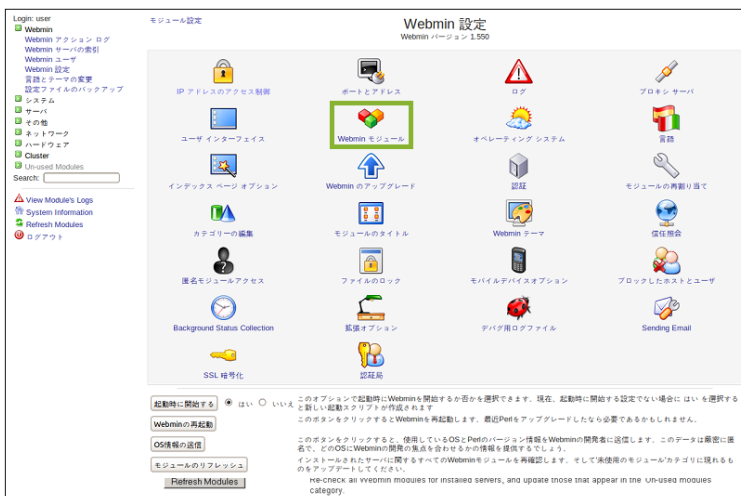 Login: user
Webmin
Webmin アクション ログ
Webmin サーバの索引
Webmin ユーザ
Webmin 設定
言語とテーマの変更
設定ファイルのバックアップ
システム
サーバ
その他
ネットワーク
ハードウェア
Cluster
Un-used Modules
Search:
View Module's Logs
System Information
Refresh Modules
ログアウト
モジュール設定
Webmin 設定
Webmin バージョン 1.550
IP アドレスのアクセス制御
ポートとアドレス
ログ
プロキシ サーバ
ユーザ インターフェイス
Webmin モジュール
オペレーティング システム
言語
インデックス ページ オプション
Webmin のアップグレード
認証
モジュールの再割り当て
カテゴリーの編集
モジュールのタイトル
Webmin テーマ
信任照会
匿名モジュールアクセス
ファイルのロック
モバイルデバイスオプション
ブロックしたホストとユーザ
Background Status Collection
拡張オプション
デバグ用ログファイル
Sending Email
SSL 暗号化
認証局
起動時に開始する はい いいえ このオプションで起動時にWebminを開始するか否かを選択できます。現在、起動時に開始する設定でない場合に はい を選択する
と新しい起動スクリプトが作成されます
Webminの再起動 このボタンをクリックするとWebminを再起動します。最近Perlをアップグレードしたなら必要であるかもしれません。
OS情報の送信 このボタンをクリックすると、使用しているOSとPerlのバージョン情報をWebminの開発者に送信します。このデータは厳密に匿
名で、どのOSにWebminの開発の焦点を合わせるかの情報を提供するでしょう。
モジュールのリフレッシュ インストールされたサーバに関するすべてのWebminモジュールを再確認します、そして'未使用のモジュール'カテゴリに現れるも
のをアップデートしてください。
Refresh Modules Re-check all Webmin modules for installed servers, and update those that appear in the 'Un-used modules'
category.